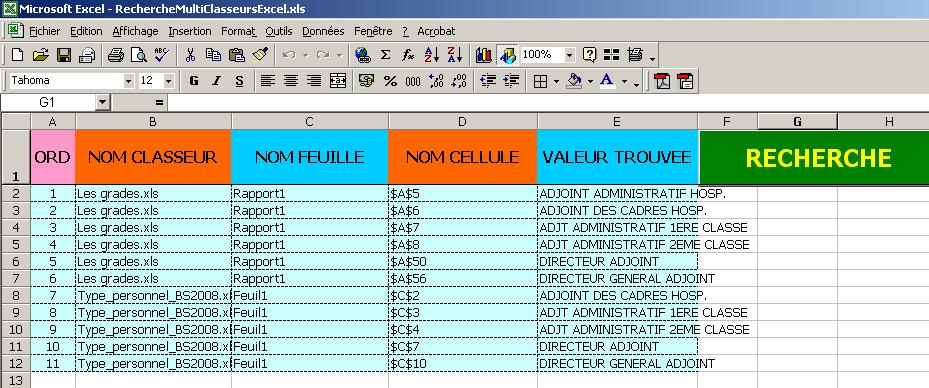 Microsoft Excel - RechercheMultiClasseursExcel.xls
Fichier Edition Affichage Insertion Format Outils Données Fenêtre ? Acrobat
100%
Tahoma 12 G I S % 000
G1 =
A B C D E F G H
1 ORD NOM CLASSEUR NOM FEUILLE NOM CELLULE VALEUR TROUVEE RECHERCHE
2 1 Les grades.xls Rapport1 $A$5 ADJOINT ADMINISTRATIF HOSP.
3 2 Les grades.xls Rapport1 $A$6 ADJOINT DES CADRES HOSP.
4 3 Les grades.xls Rapport1 $A$7 ADJT ADMINISTRATIF 1ERE CLASSE
5 4 Les grades.xls Rapport1 $A$8 ADJT ADMINISTRATIF 2EME CLASSE
6 5 Les grades.xls Rapport1 $A$50 DIRECTEUR ADJOINT
7 6 Les grades.xls Rapport1 $A$56 DIRECTEUR GENERAL ADJOINT
8 7 Type_personnel_BS2008.x Feuil1 $C$2 ADJOINT DES CADRES HOSP.
9 8 Type_personnel_BS2008.x Feuil1 $C$3 ADJT ADMINISTRATIF 1ERE CLASSE
10 9 Type_personnel_BS2008.x Feuil1 $C$4 ADJT ADMINISTRATIF 2EME CLASSE
11 10 Type_personnel_BS2008.x Feuil1 $C$7 DIRECTEUR ADJOINT
12 11 Type_personnel_BS2008.x Feuil1 $C$10 DIRECTEUR GENERAL ADJOINT
13